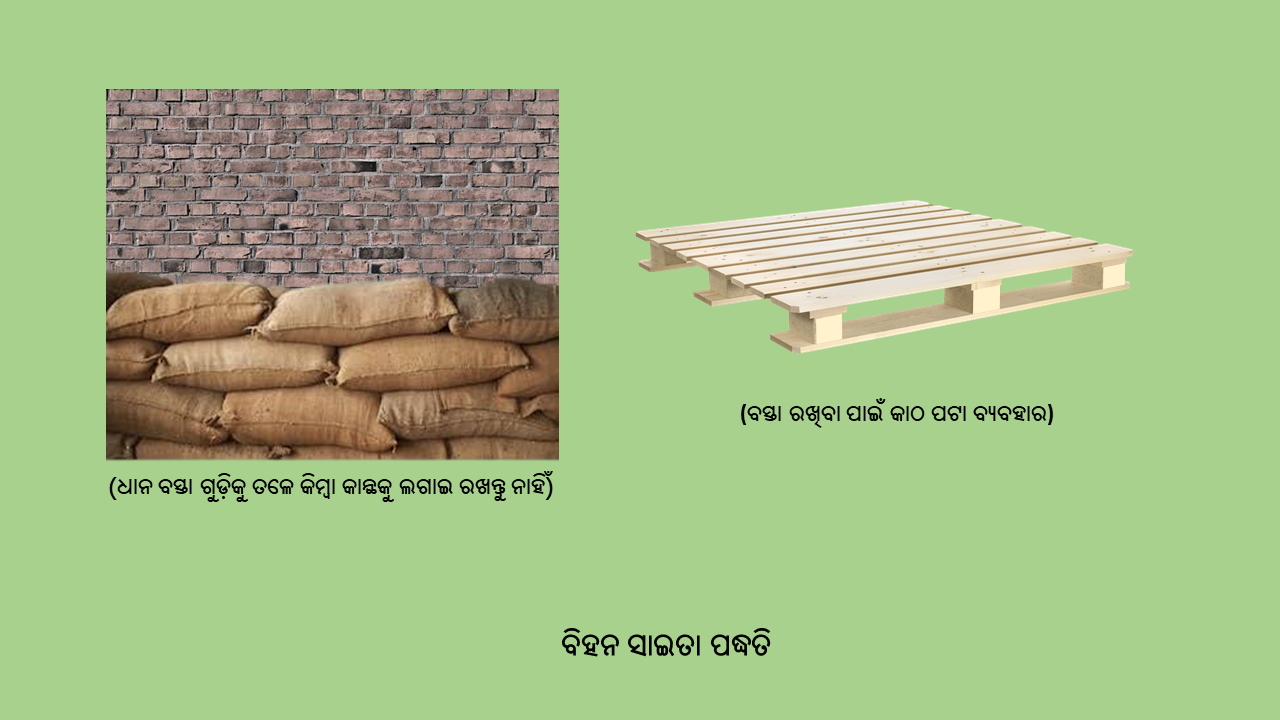 (ବସ୍ତା ରଖିବା ପାଇଁ କାଠ ପଟା ବ୍ୟବହାର)
(ଧାନ ବସ୍ତା ଗୁଡ଼ିକୁ ତଳେ କିମ୍ବା କାନ୍ଥକୁ ଲଗାଇ ରଖନ୍ତୁ ନାହିଁ)
ବିହନ ସାଇତା ପଦ୍ଧତି